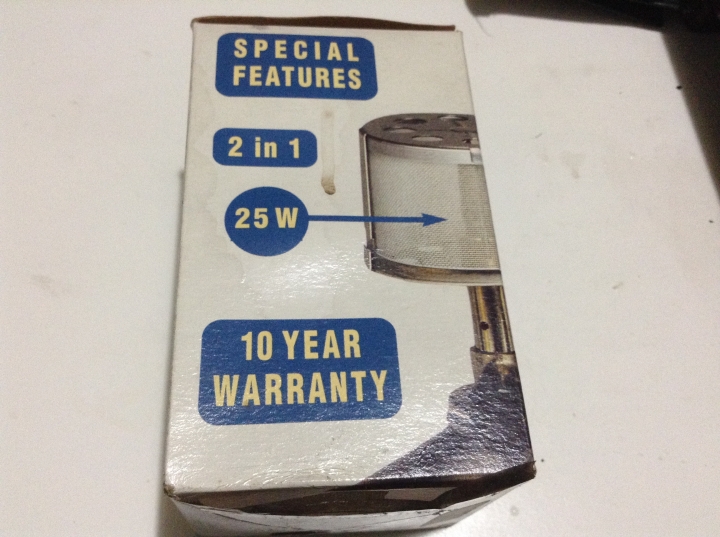 SPECIAL
FEATURES
2 in 1
25 W
10 YEAR
WARRANTY